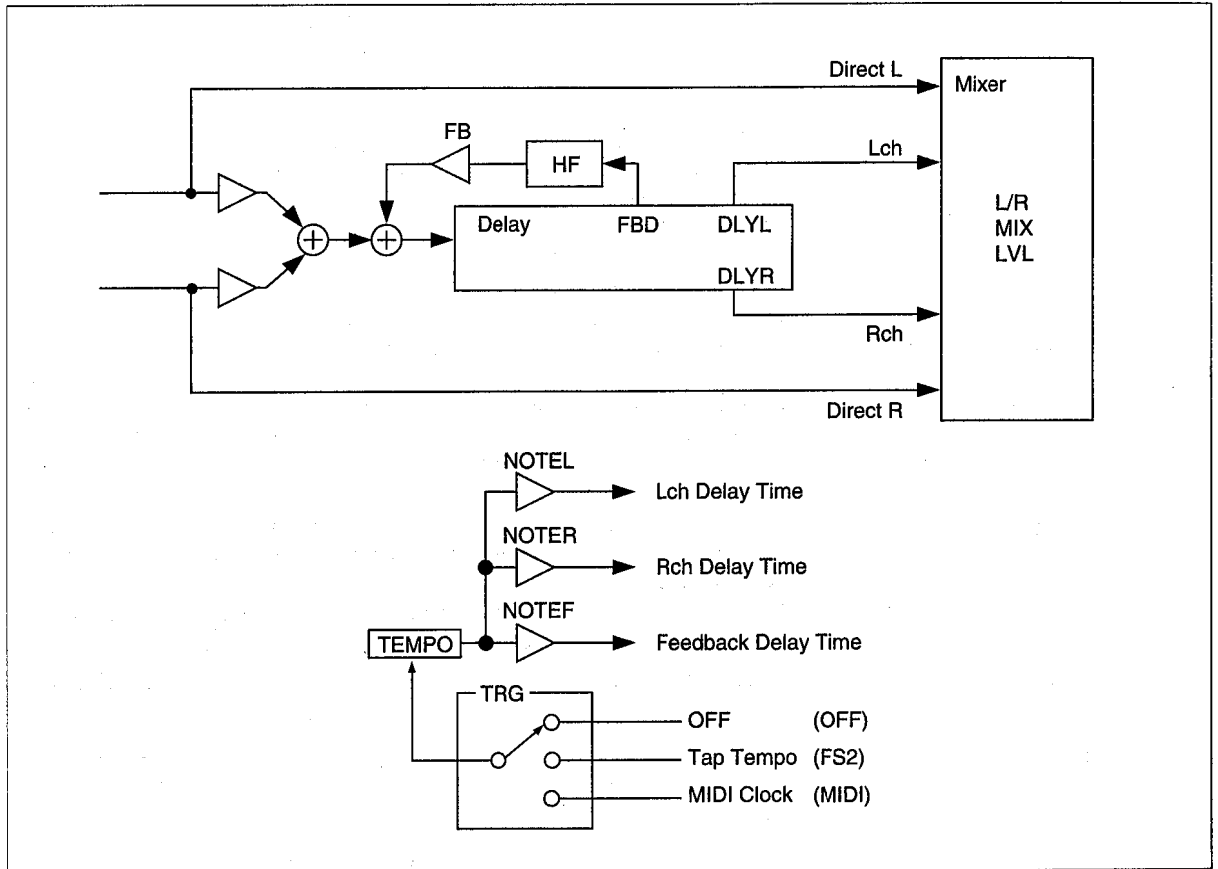 Direct L
Mixer
FB
Lch
HF
L/R
MIX
LVL
Delay FBD DLYL
DLYR
Rch
Direct R
NOTEL
Lch Delay Time
NOTER
Rch Delay Time
NOTEF
TEMPO
Feedback Delay Time
TRG
OFF (OFF)
Tap Tempo (FS2)
MIDI Clock (MIDI)